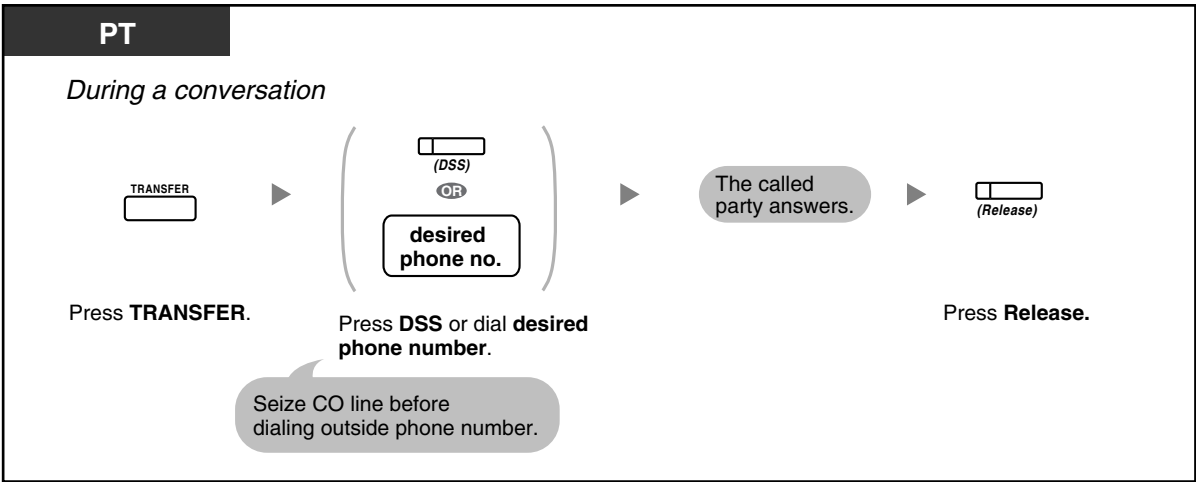 PT
During a conversation
TRANSFER
(DSS)
OR
desired
phone no.
The called
party answers.
(Release)
Press TRANSFER.
Press DSS or dial desired
phone number.
Press Release.
Seize CO line before
dialing outside phone number.